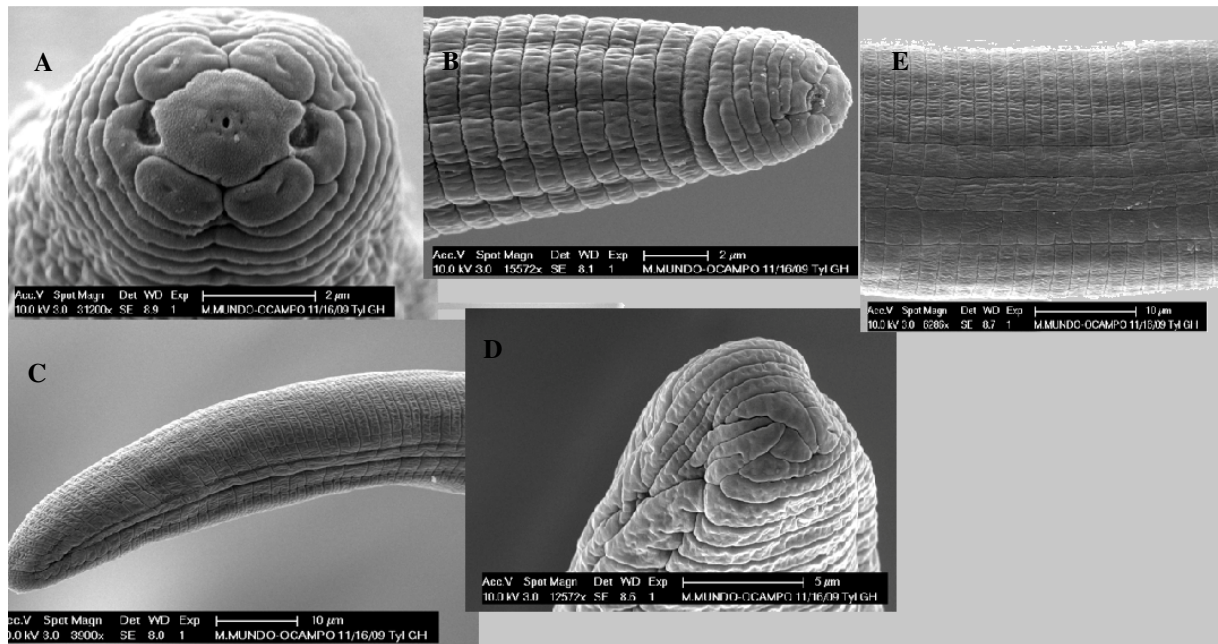 A
Acc.V Spot Magn Det WD Exp 2 µm
10.0 kV 3.0 31200x SE 8.9 1 M.MUNDO-OCAMPO 11/16/09 Tyl GH
B
Acc.V Spot Magn Det WD Exp 2 µm
10.0 kV 3.0 15572x SE 8.1 1 M.MUNDO-OCAMPO 11/16/09 Tyl GH
E
Acc.V Spot Magn Det WD Exp 10 µm
10.0 kV 3.0 6286x SE 8.7 1 M.MUNDO-OCAMPO 11/16/09 Tyl GH
C
Acc.V Spot Magn Det WD Exp 10 µm
0.0 kV 3.0 3900x SE 8.0 1 M.MUNDO-OCAMPO 11/16/09 Tyl GH
D
Acc.V Spot Magn Det WD Exp 5 µm
10.0 kV 3.0 12572x SE 8.6 1 M.MUNDO-OCAMPO 11/16/09 Tyl GH